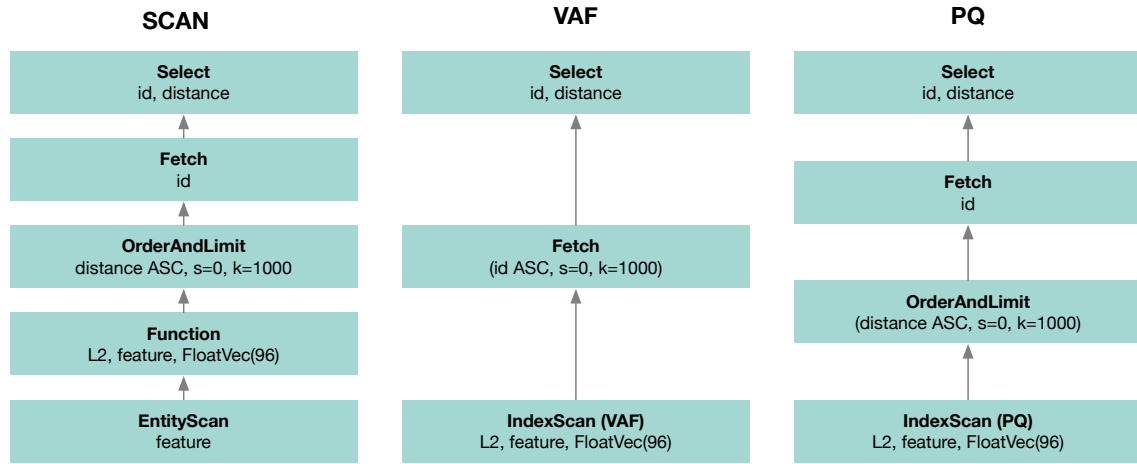 SCAN
Select
id, distance
Fetch
id
OrderAndLimit
distance ASC, s=0, k=1000
Function
L2, feature, FloatVec(96)
EntityScan
feature
VAF
Select
id, distance
Fetch
(id ASC, s=0, k=1000)
IndexScan (VAF)
L2, feature, FloatVec(96)
PQ
Select
id, distance
Fetch
id
OrderAndLimit
(distance ASC, s=0, k=1000)
IndexScan (PQ)
L2, feature, FloatVec(96)